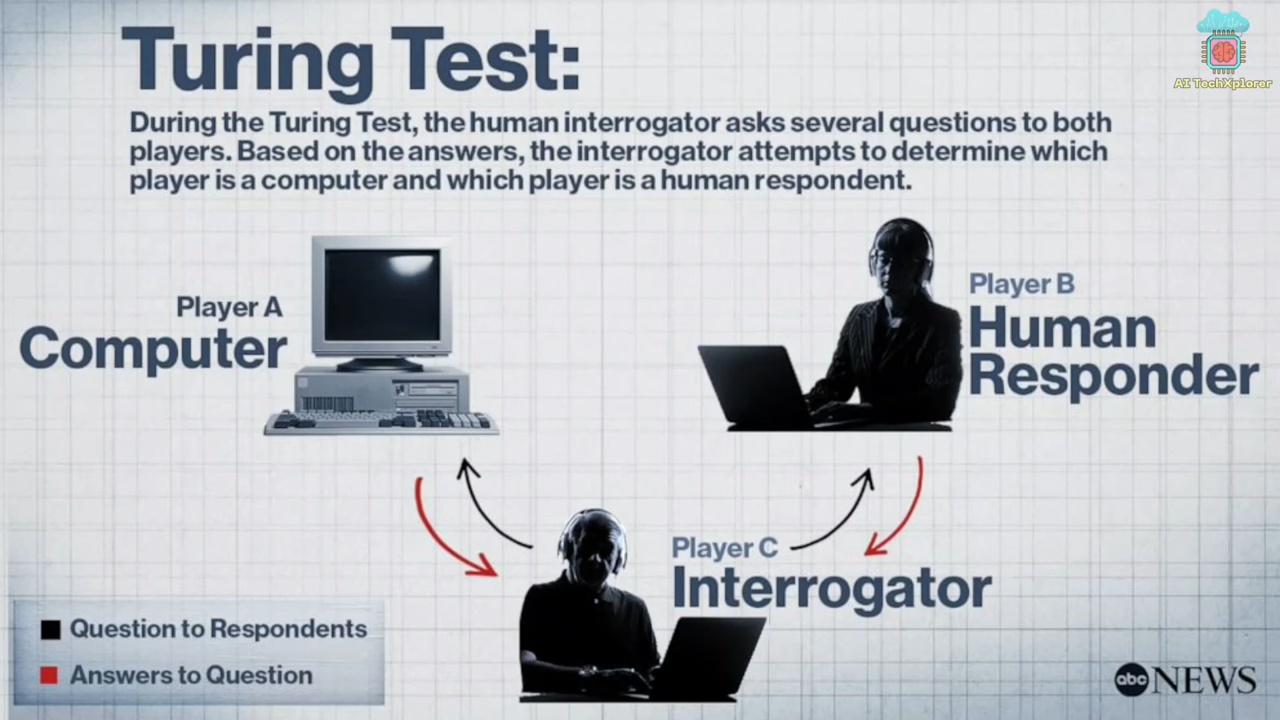 Turing Test:
During the Turing Test, the human interrogator asks several questions to both
players. Based on the answers, the interrogator attempts to determine which
player is a computer and which player is a human respondent.
AI TechXplorer
Player A
Computer
Player B
Human
Responder
Player C
Interrogator
Question to Respondents
Answers to Question
abc NEWS